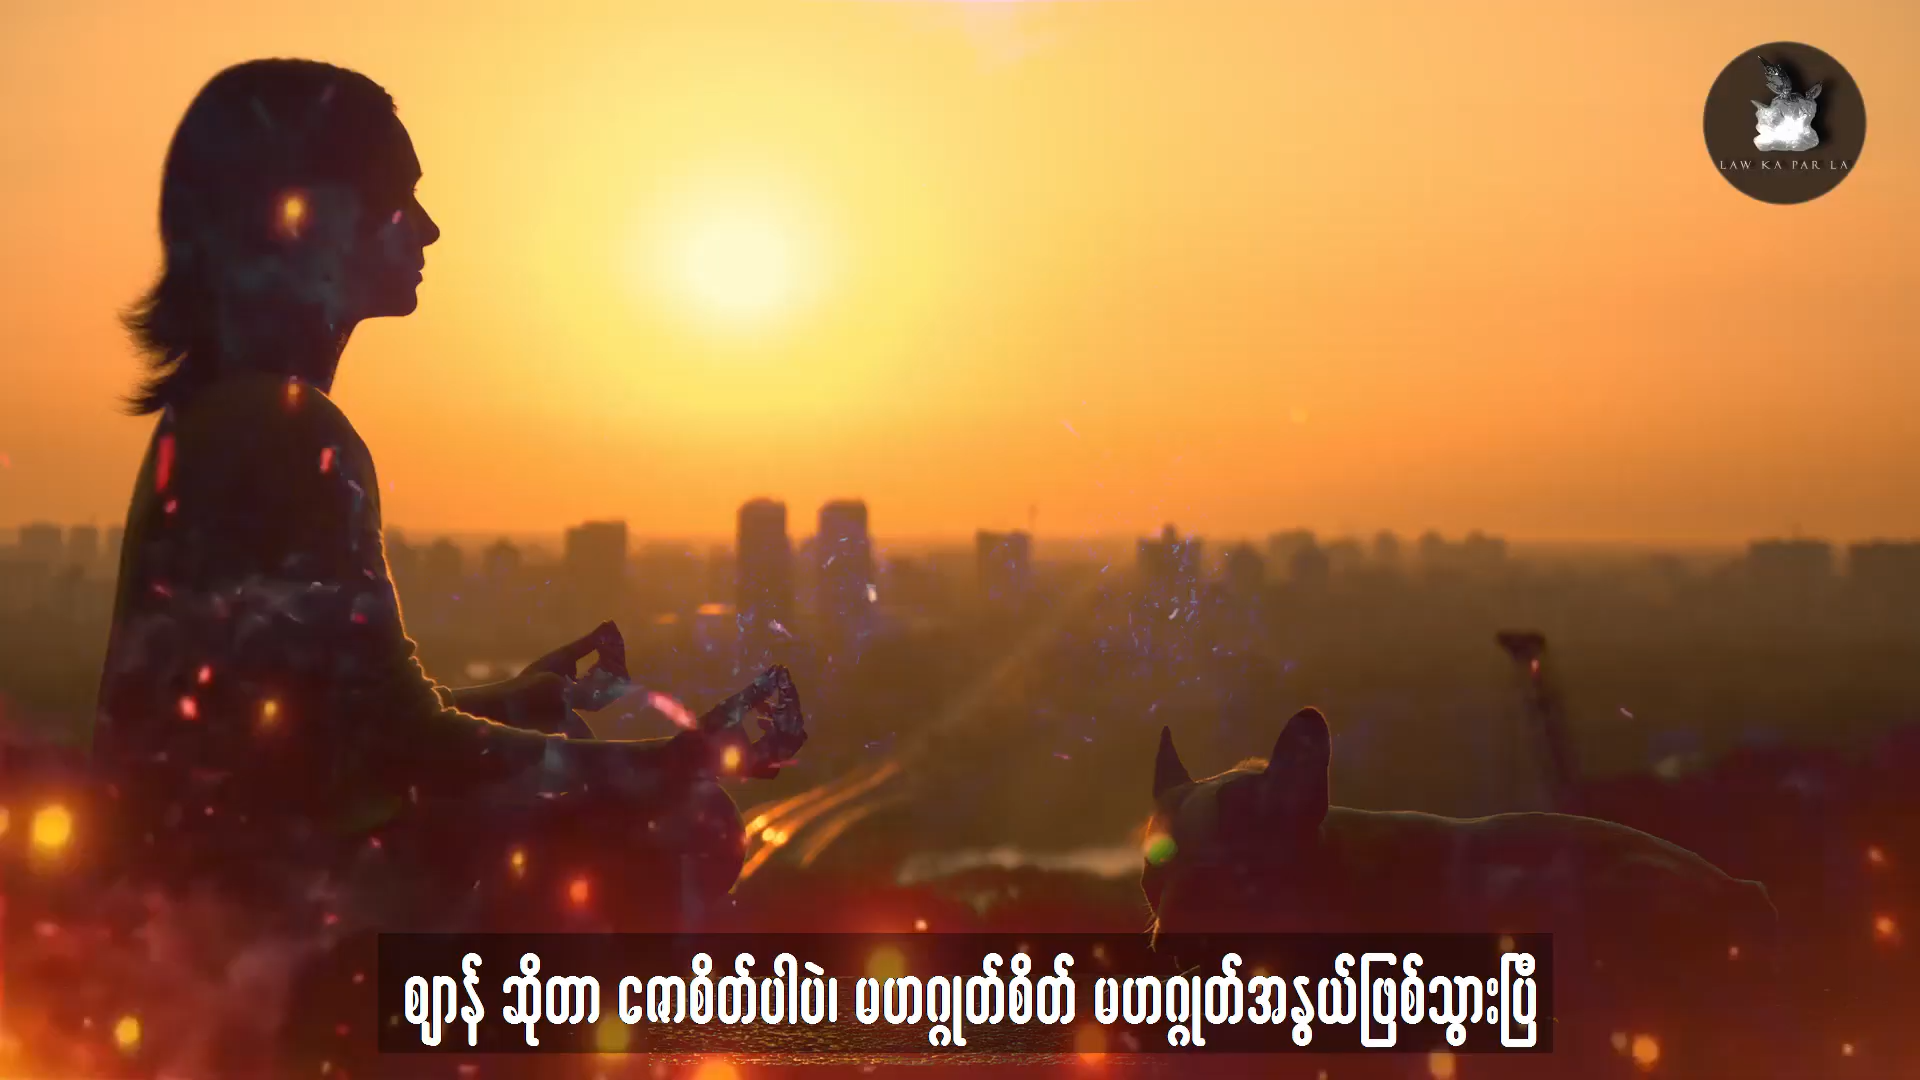 LAW KA PAR LA
ဈာန် ဆိုတာ ဇောစိတ်ပါပဲ၊ မဟဂ္ဂုတ်စိတ် မဟဂ္ဂုတ်အနွယ်ဖြစ်သွားပြီ